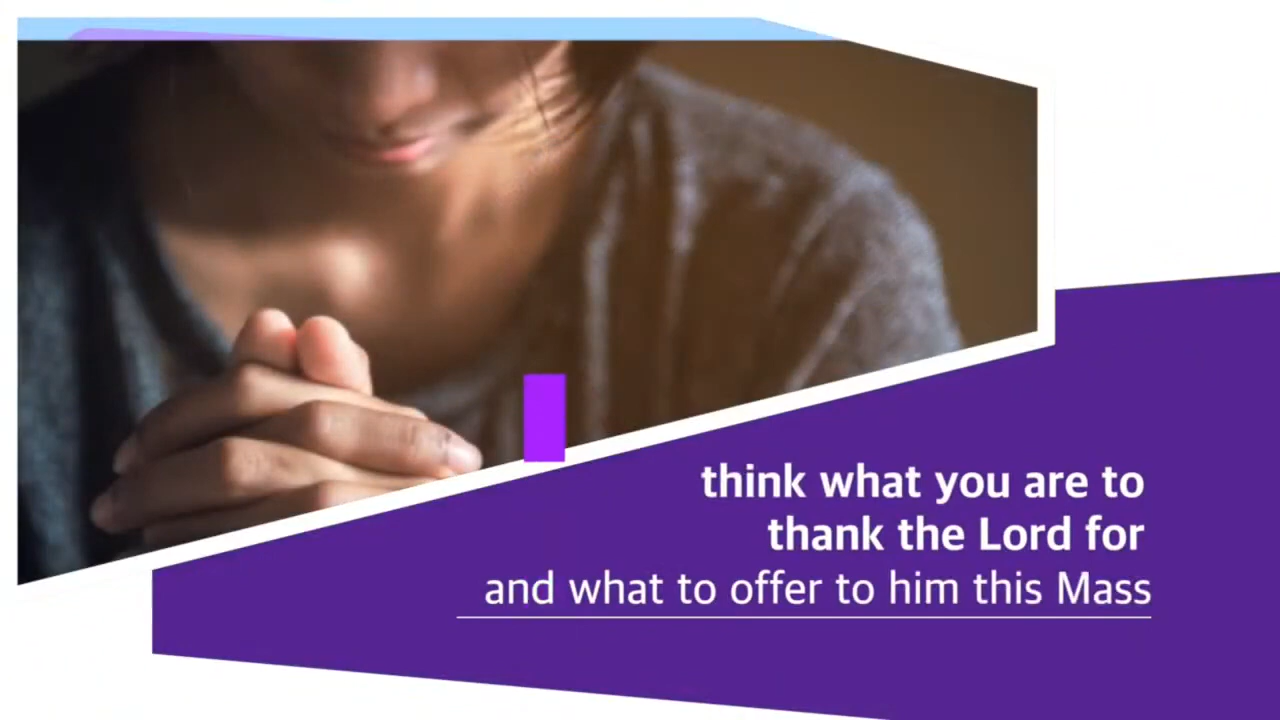 think what you are to
thank the Lord for
and what to offer to him this Mass